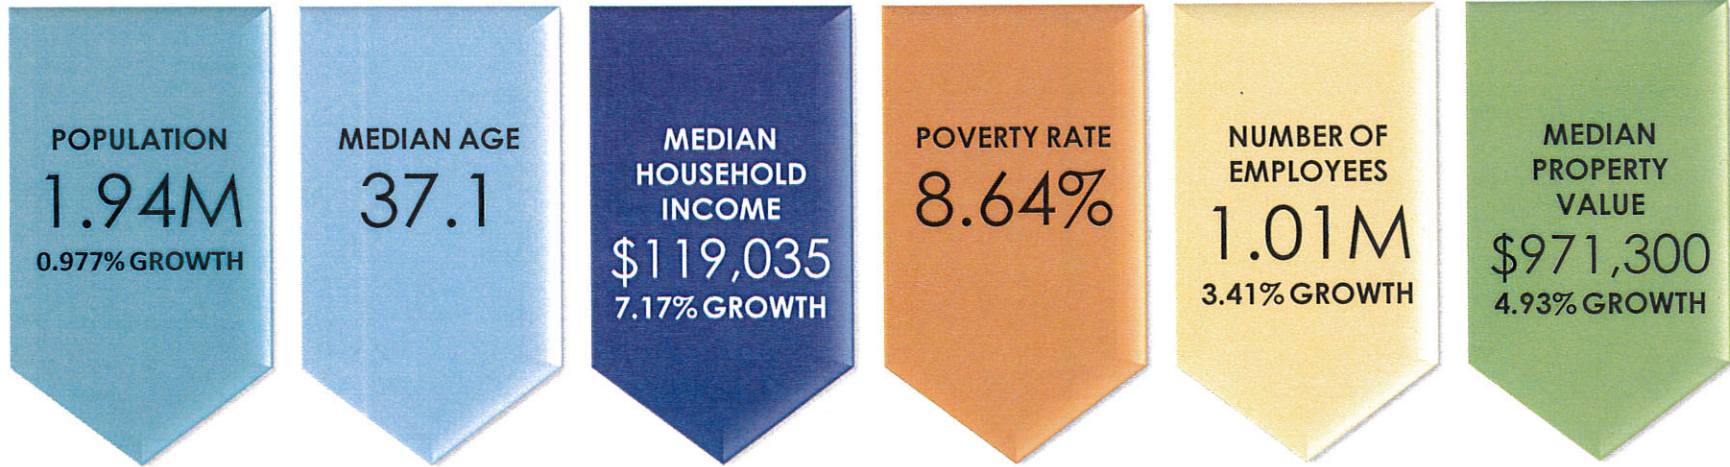 POPULATION
1.94M
0.977% GROWTH
MEDIAN AGE
37.1
MEDIAN
HOUSEHOLD
INCOME
$119,035
7.17% GROWTH
POVERTY RATE
8.64%
NUMBER OF
EMPLOYEES
1.01M
3.41% GROWTH
MEDIAN
PROPERTY
VALUE
$971,300
4.93% GROWTH